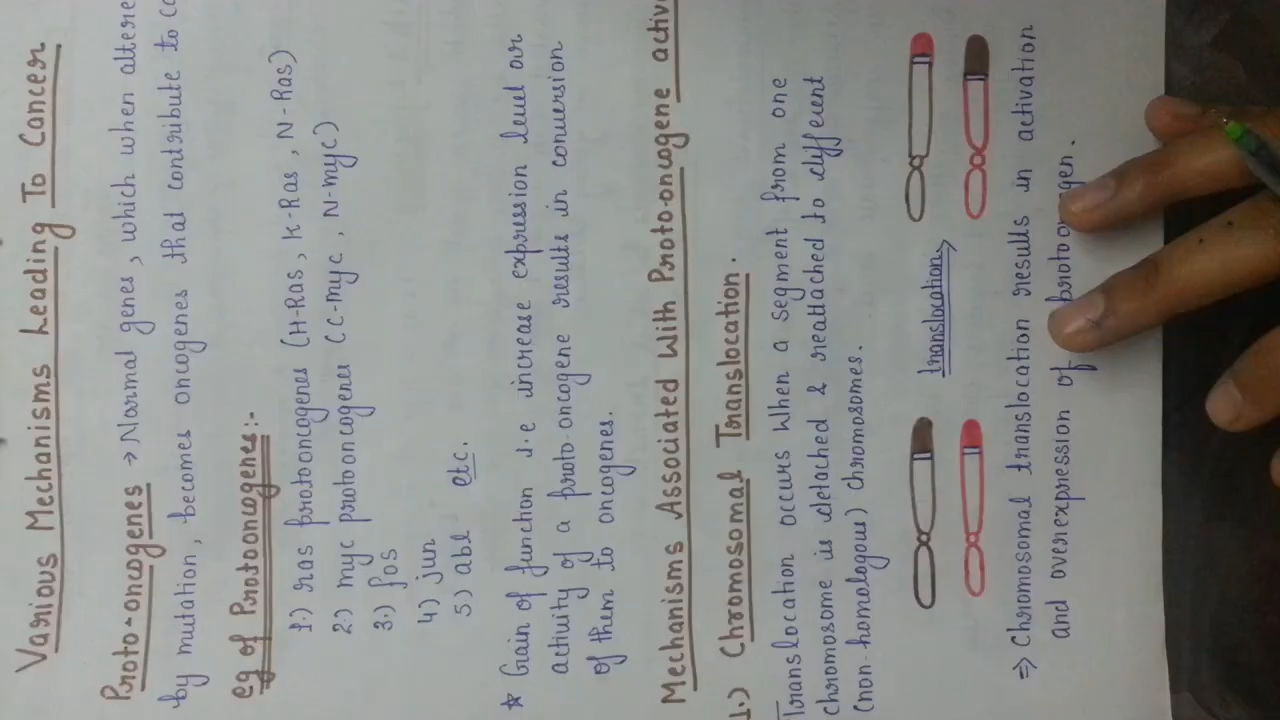 Various Mechanisms Leading To Cancer
Proto-oncogenes → Normal genes, which when altere
by mutation, becomes oncogenes that contribute to ca
eg of Protooncogenes:-
1.) ras protooncogenes (H-Ras, K-Ras, N-Ras)
2.) myc protooncogenes (C-myc, N-myc)
3.) fos
4.) jun
5) abl etc.
* Grain of function i.e increase expression level or
activity of a proto-oncogene results in conversion
of them to oncogenes.
Mechanisms Associated With Proto-oncogene activ
1.) Chromosomal Translocation.
Translocation occurs when a segment from one
chromosome is detached & reattached to different
(non-homologous) chromosomes.
translocation
⇒ Chromosomal translocation results in activation
and overexpression of